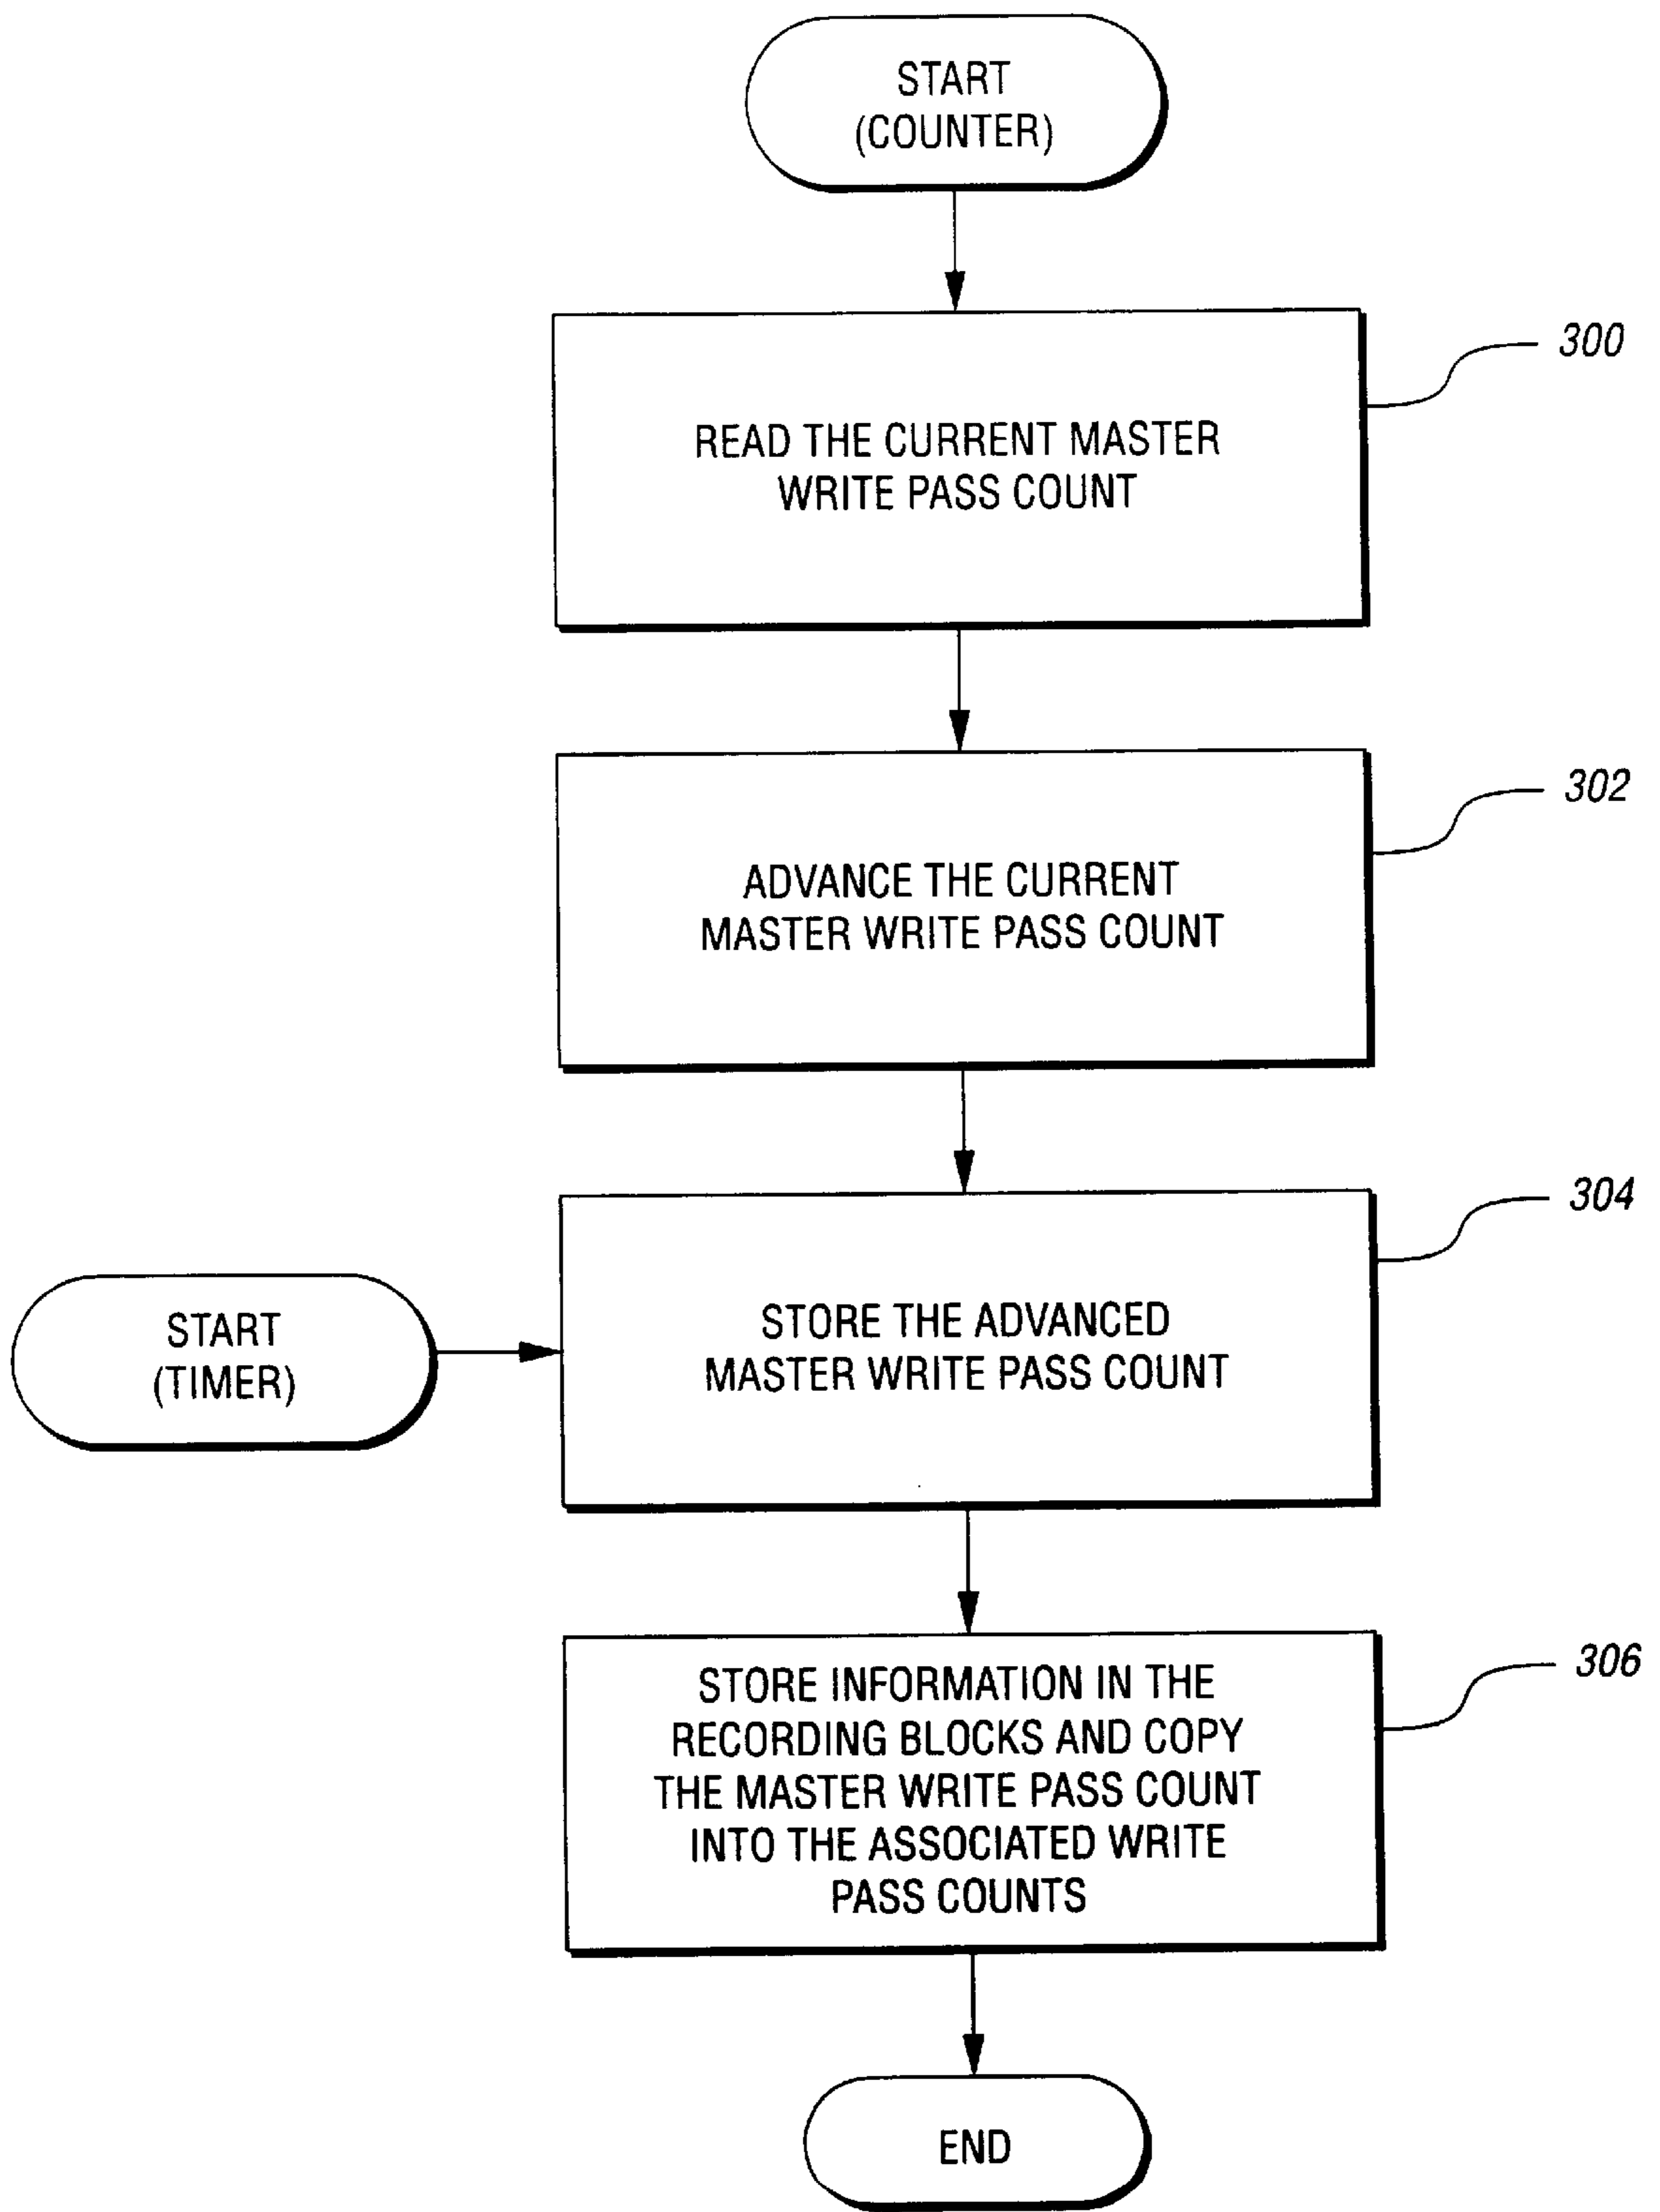 START
(COUNTER)
300
READ THE CURRENT MASTER
WRITE PASS COUNT
302
ADVANCE THE CURRENT
MASTER WRITE PASS COUNT
304
START
(TIMER)
STORE THE ADVANCED
MASTER WRITE PASS COUNT
306
STORE INFORMATION IN THE
RECORDING BLOCKS AND COPY
THE MASTER WRITE PASS COUNT
INTO THE ASSOCIATED WRITE
PASS COUNTS
END